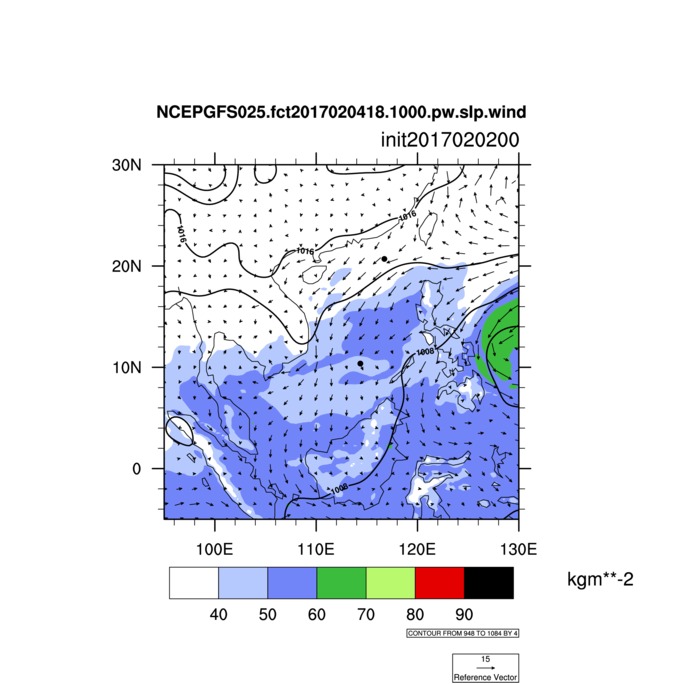 NCEPGFS025.fct2017020418.1000.pw.slp.wind
init2017020200
30N
1016
1016
1016
20N
1008
10N
0
1008
100E 110E 120E 130E
kgm**-2
40 50 60 70 80 90
CONTOUR FROM 948 TO 1084 BY 4
15
Reference Vector